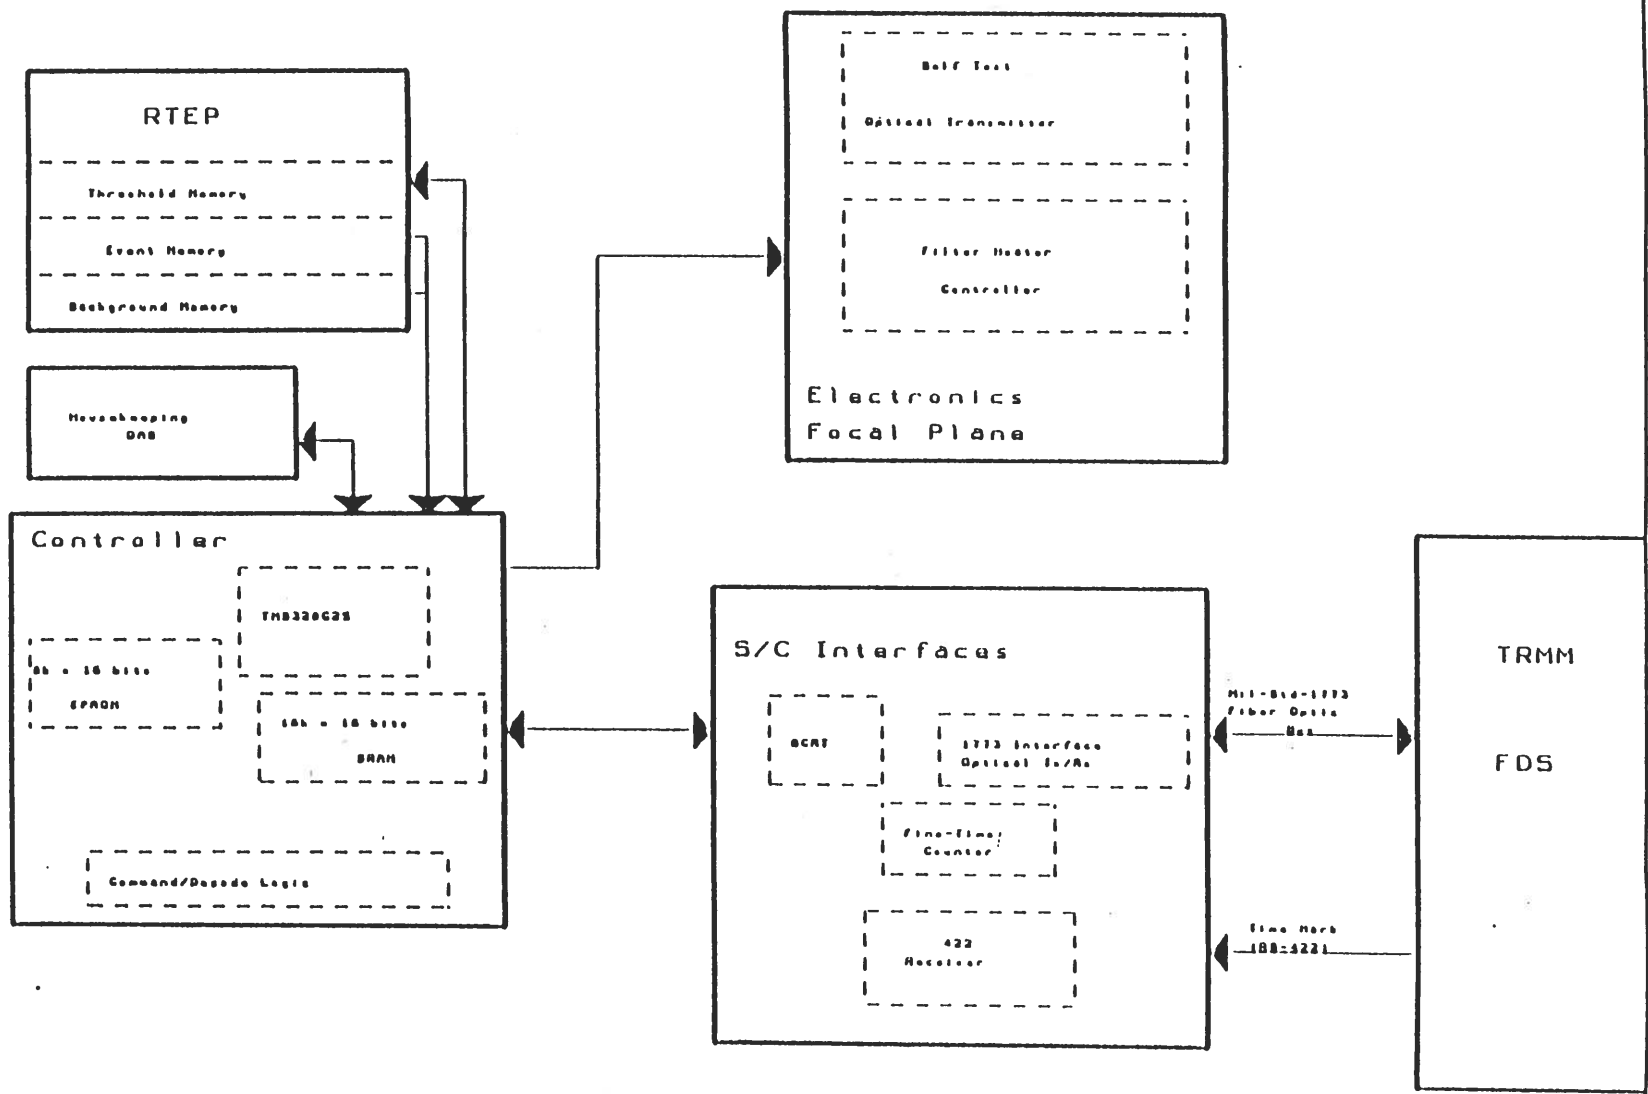 RTEP
Threshold Memory
Event Memory
Background Memory
Housekeeping
DAS
Self Test
Optical Transmitter
Filter Heater
Controller
Electronics
Focal Plane
Controller
TMS320C25
16 bits
EPROM
16 bits
SRAM
Command/Decode Logic
S/C Interfaces
BCRT
1773 Interface
Optical Tx/Rx
Fine-Time
Counter
422
Receiver
Mil-Std-1773
Fiber Optic
Bus
Time Mark
(RS-422)
TRMM
FDS